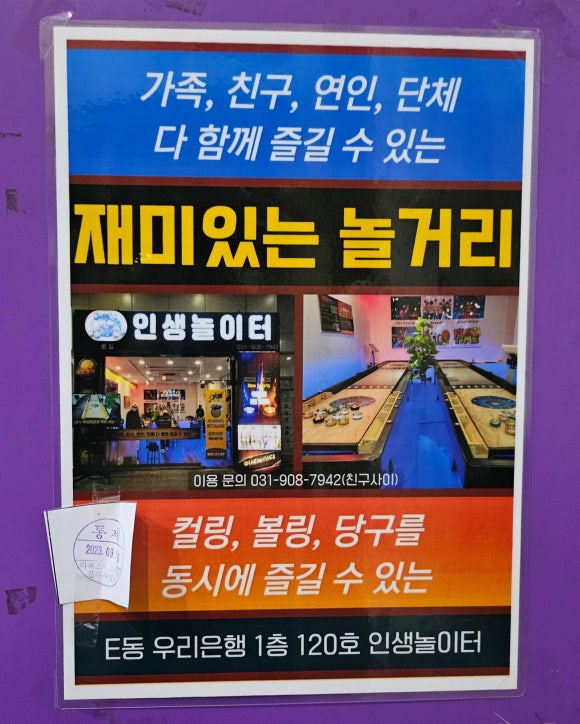 가족, 친구, 연인, 단체
다 함께 즐길 수 있는
재미있는 놀거리
인생놀이터
031-908-7942
이용 문의 031-908-7942(친구사이)
컬링, 볼링, 당구를
동시에 즐길 수 있는
2023. 09.
E동 우리은행 1층 120호 인생놀이터